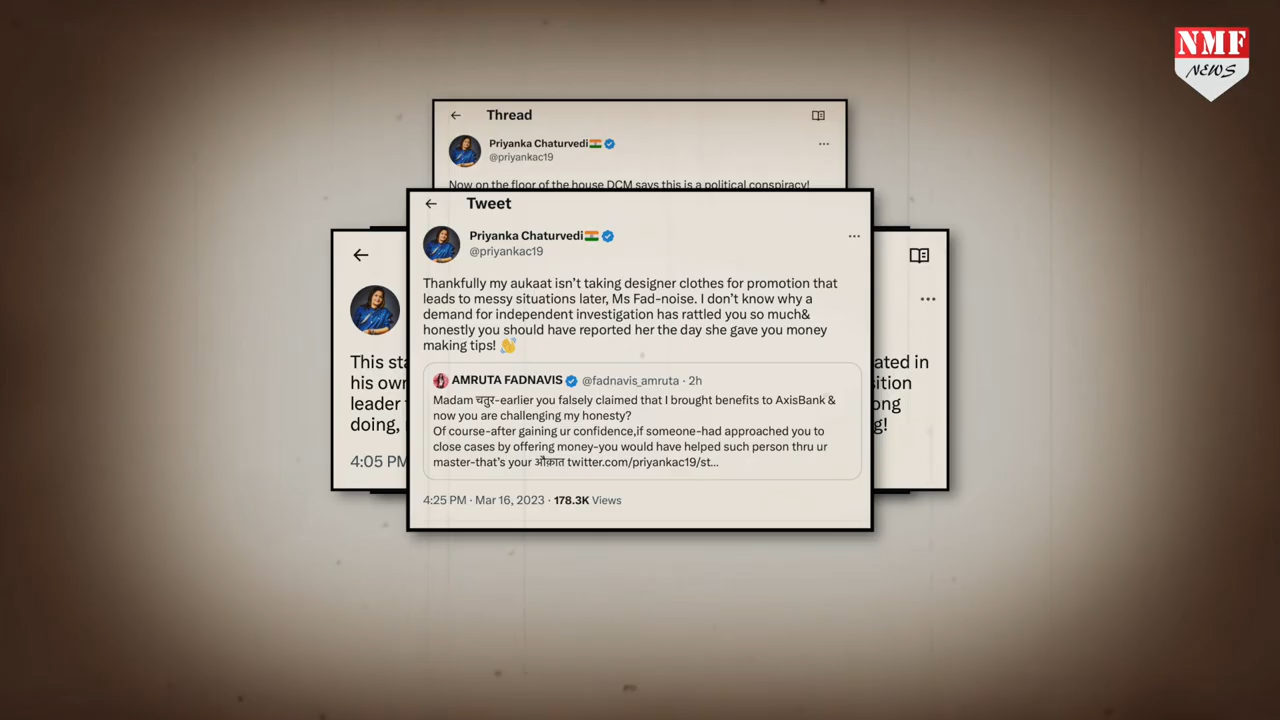 NMF
NEWS
Thread
Priyanka Chaturvedi🇮🇳
@priyankac19
Now on the floor of the house DCM says this is a political conspiracy!
Tweet
Priyanka Chaturvedi🇮🇳
@priyankac19
Thankfully my aukaat isn't taking designer clothes for promotion that
leads to messy situations later, Ms Fad-noise. I don't know why a
demand for independent investigation has rattled you so much&
honestly you should have reported her the day she gave you money
making tips! 👏
AMRUTA FADNAVIS @fadnavis_amruta · 2h
Madam चतुर-earlier you falsely claimed that I brought benefits to AxisBank &
now you are challenging my honesty?
Of course-after gaining ur confidence,if someone-had approached you to
close cases by offering money-you would have helped such person thru ur
master-that's your औक़ात twitter.com/priyankac19/st...
4:25 PM · Mar 16, 2023 · 178.3K Views
This
his own
leader
doing,
4:05 PM
ated in
ition
ong
g!